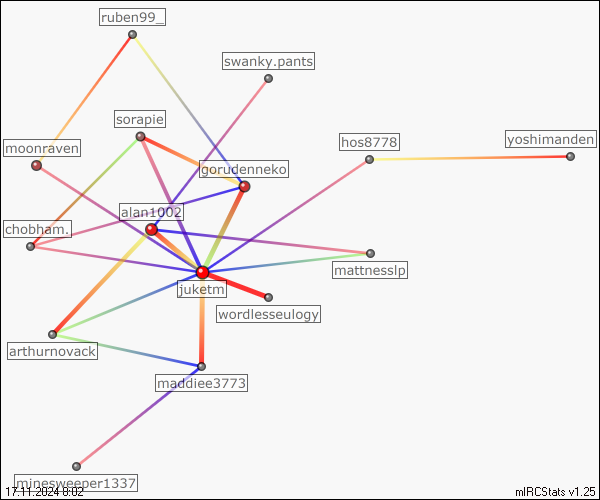 ruben99_
swanky.pants
sorapie
hos8778
yoshimanden
moonraven
gorudenneko
alan1002
chobham.
mattnesslp
juketm
wordlesseulogy
arthurnovack
maddiee3773
minesweeper1337
17.11.2024 8:02
mIRCStats v1.25